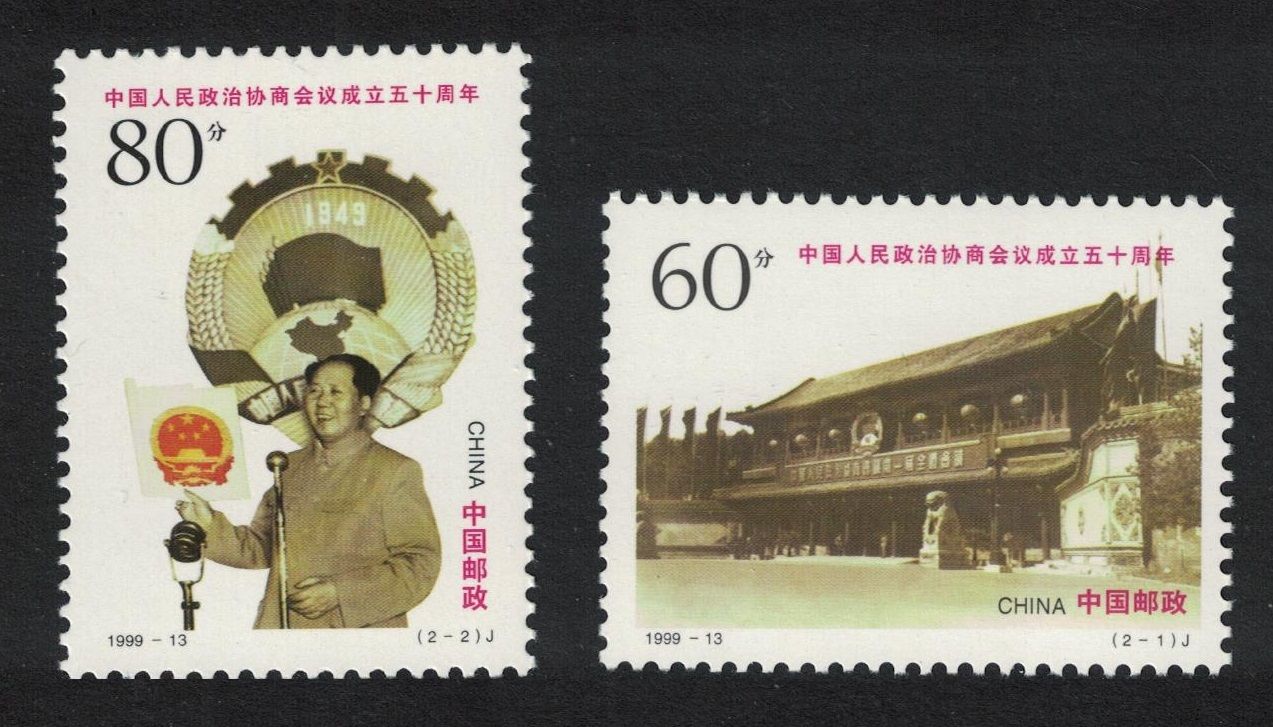 中国人民政治协商会议成立五十周年
80分
1949
CHINA 中国邮政
1999-13
(2-2)J
60分
中国人民政治协商会议成立五十周年
CHINA 中国邮政
1999-13
(2-1)J